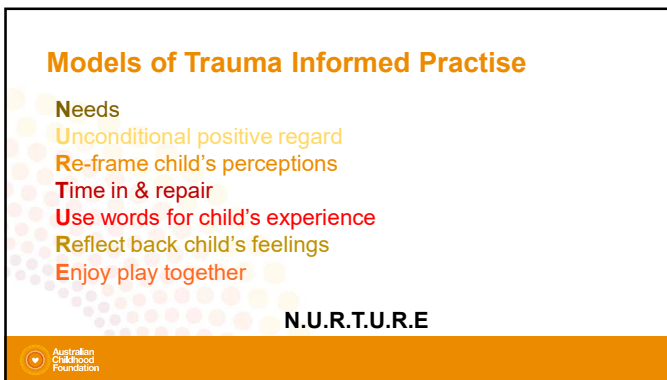 Models of Trauma Informed Practise
Needs
Unconditional positive regard
Re-frame child's perceptions
Time in & repair
Use words for child's experience
Reflect back child's feelings
Enjoy play together
N.U.R.T.U.R.E
Australian
Childhood
Foundation